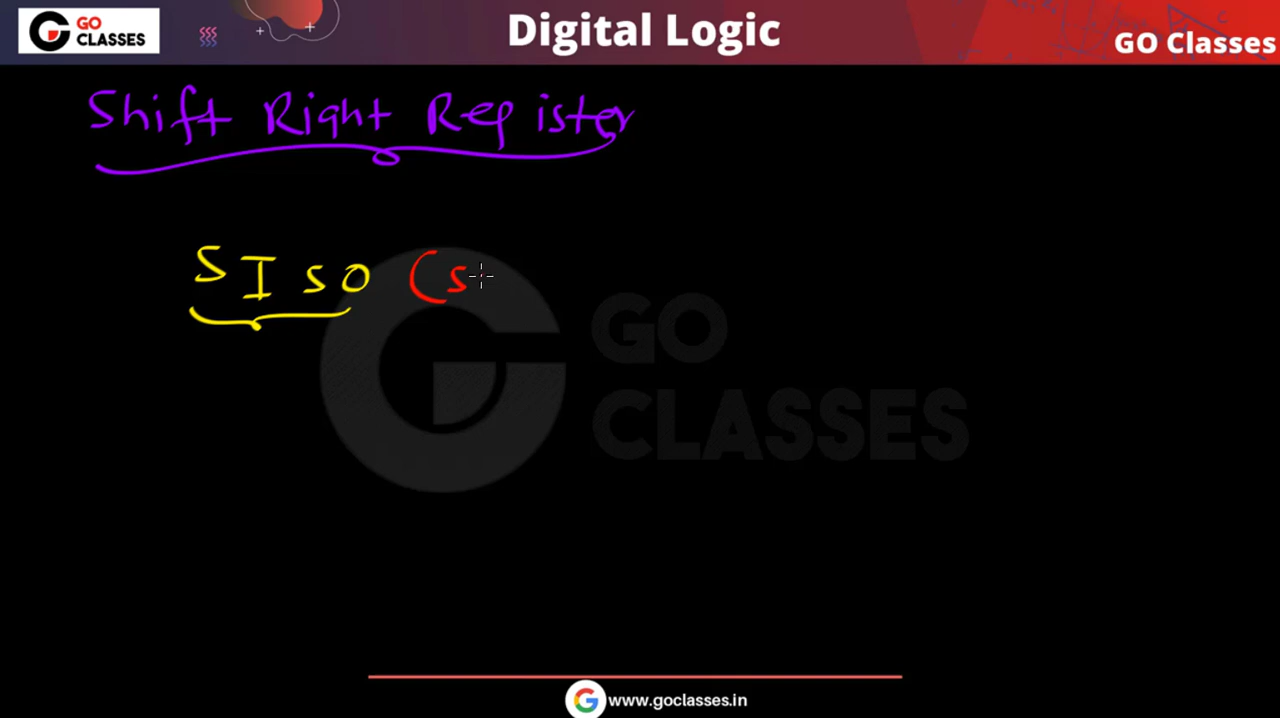 GO
CLASSES
Digital Logic
GO Classes
Shift Right Register
SISO (s
GO
CLASSES
www.goclasses.in